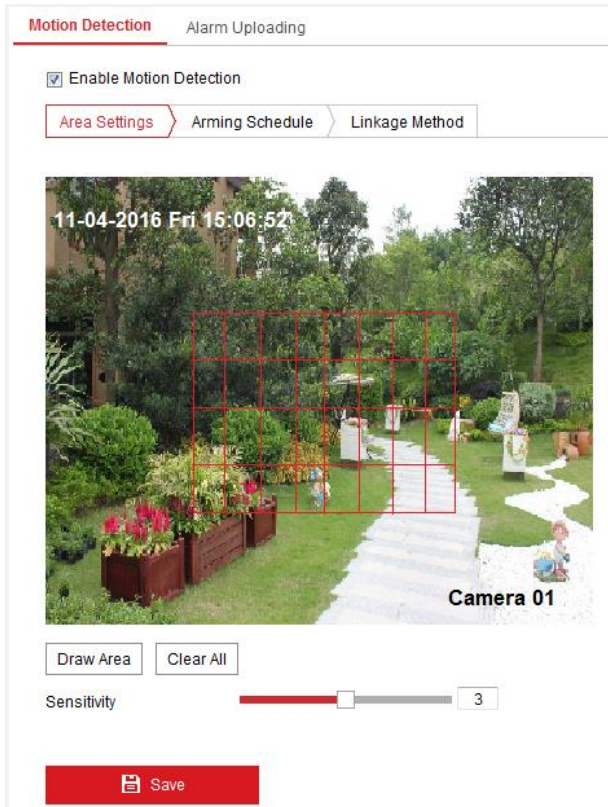 Motion Detection Alarm Uploading
Enable Motion Detection
Area Settings Arming Schedule Linkage Method
11-04-2016 Fri 15:06:52
Camera 01
Draw Area Clear All
Sensitivity 3
Save